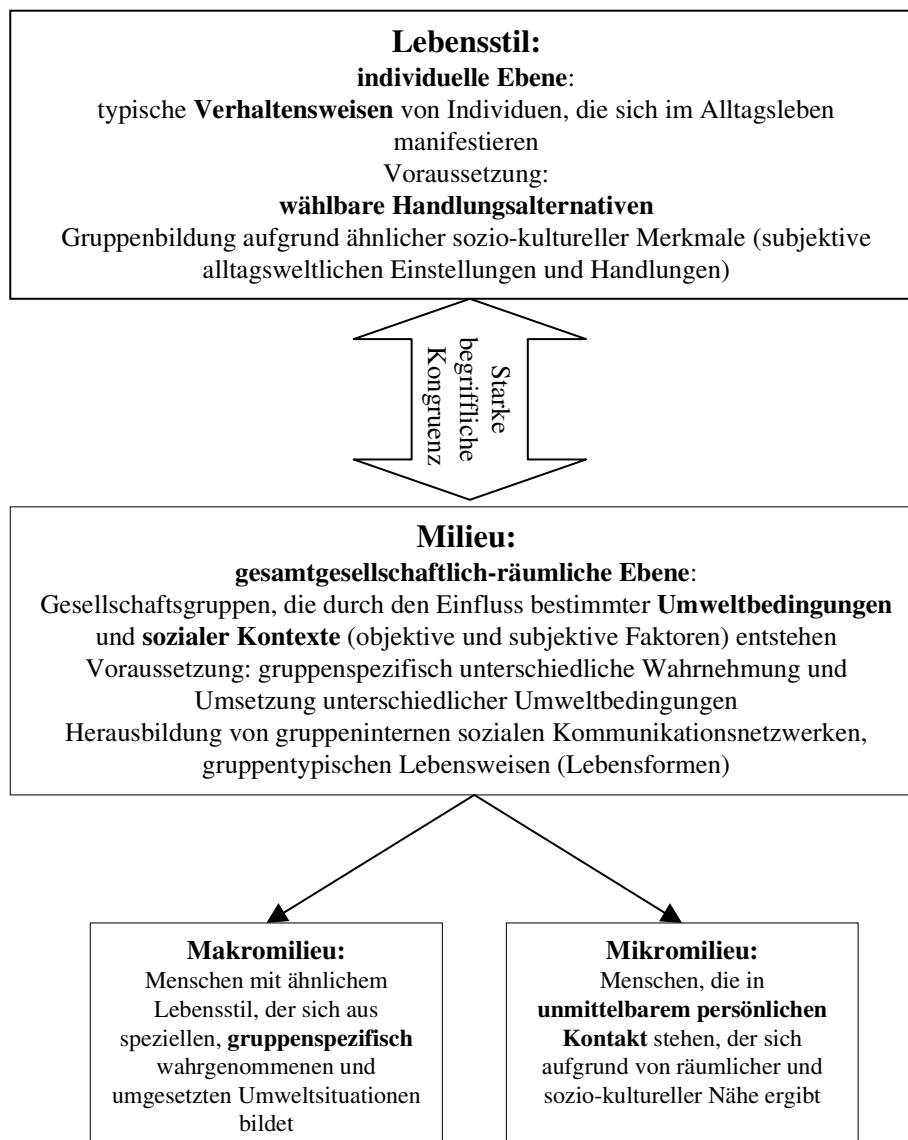 Lebensstil:
individuelle Ebene:
typische Verhaltensweisen von Individuen, die sich im Alltagsleben
manifestieren
Voraussetzung:
wählbare Handlungsalternativen
Gruppenbildung aufgrund ähnlicher sozio-kultureller Merkmale (subjektive
alltagsweltlichen Einstellungen und Handlungen)
Starke
begriffliche
Kongruenz
Milieu:
gesamtgesellschaftlich-räumliche Ebene:
Gesellschaftsgruppen, die durch den Einfluss bestimmter Umweltbedingungen
und sozialer Kontexte (objektive und subjektive Faktoren) entstehen
Voraussetzung: gruppenspezifisch unterschiedliche Wahrnehmung und
Umsetzung unterschiedlicher Umweltbedingungen
Herausbildung von gruppeninternen sozialen Kommunikationsnetzwerken,
gruppentypischen Lebensweisen (Lebensformen)
Makromilieu:
Menschen mit ähnlichem
Lebensstil, der sich aus
speziellen, gruppenspezifisch
wahrgenommenen und
umgesetzten Umweltsituationen
bildet
Mikromilieu:
Menschen, die in
unmittelbarem persönlichen
Kontakt stehen, der sich
aufgrund von räumlicher und
sozio-kultureller Nähe ergibt